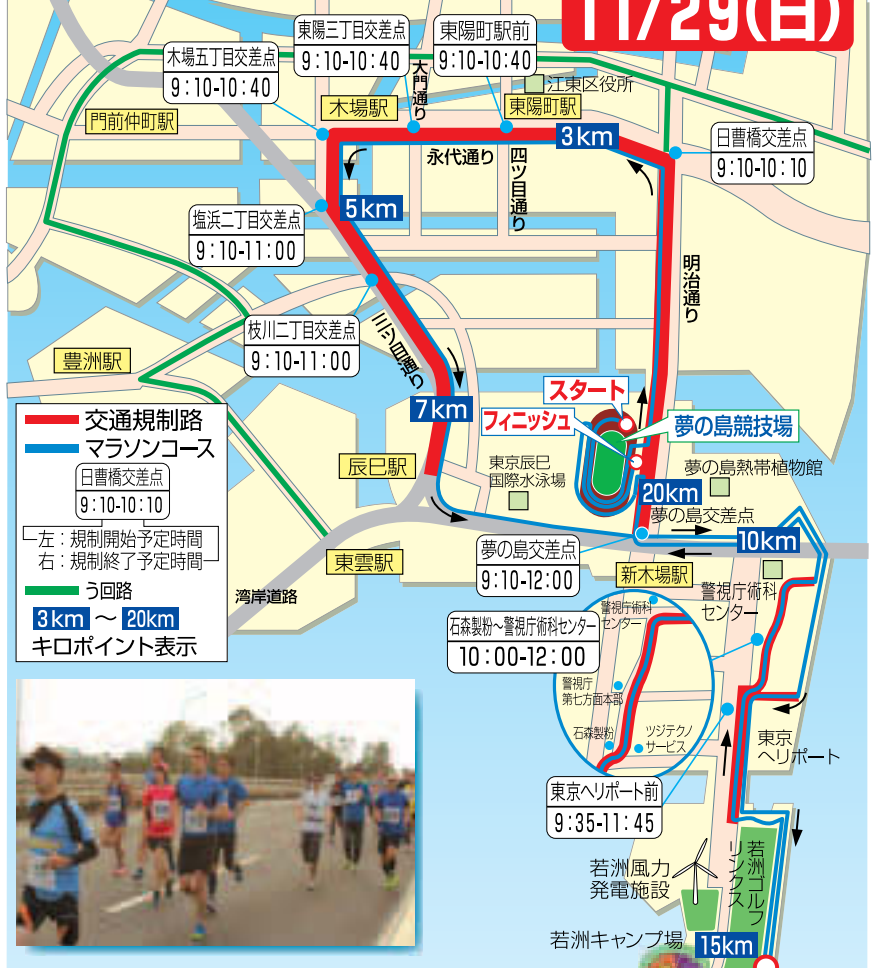 11/29(日)
木場五丁目交差点
9:10-10:40
東陽三丁目交差点
9:10-10:40
東陽町駅前
9:10-10:40
大門通り
江東区役所
門前仲町駅
木場駅
東陽町駅
3km
日曹橋交差点
9:10-10:10
永代通り
四ツ目通り
5km
塩浜二丁目交差点
9:10-11:00
明治通り
枝川二丁目交差点
9:10-11:00
三ツ目通り
豊洲駅
7km
スタート
フィニッシュ
夢の島競技場
交通規制路
マラソンコース
日曹橋交差点
9:10-10:10
左:規制開始予定時間
右:規制終了予定時間
う回路
3km ~ 20km
キロポイント表示
辰巳駅
東京辰巳
国際水泳場
夢の島熱帯植物館
20km
夢の島交差点
10km
夢の島交差点
9:10-12:00
東雲駅
新木場駅
湾岸道路
警視庁術科
センター
警視庁術科
センター
石森製粉~警視庁術科センター
10:00-12:00
警視庁
第七方面本部
石森製粉
ツジテクノ
サービス
東京
ヘリポート
東京ヘリポート前
9:35-11:45
若洲風力
発電施設
若洲ゴルフ
リンクス
若洲キャンプ場
15km